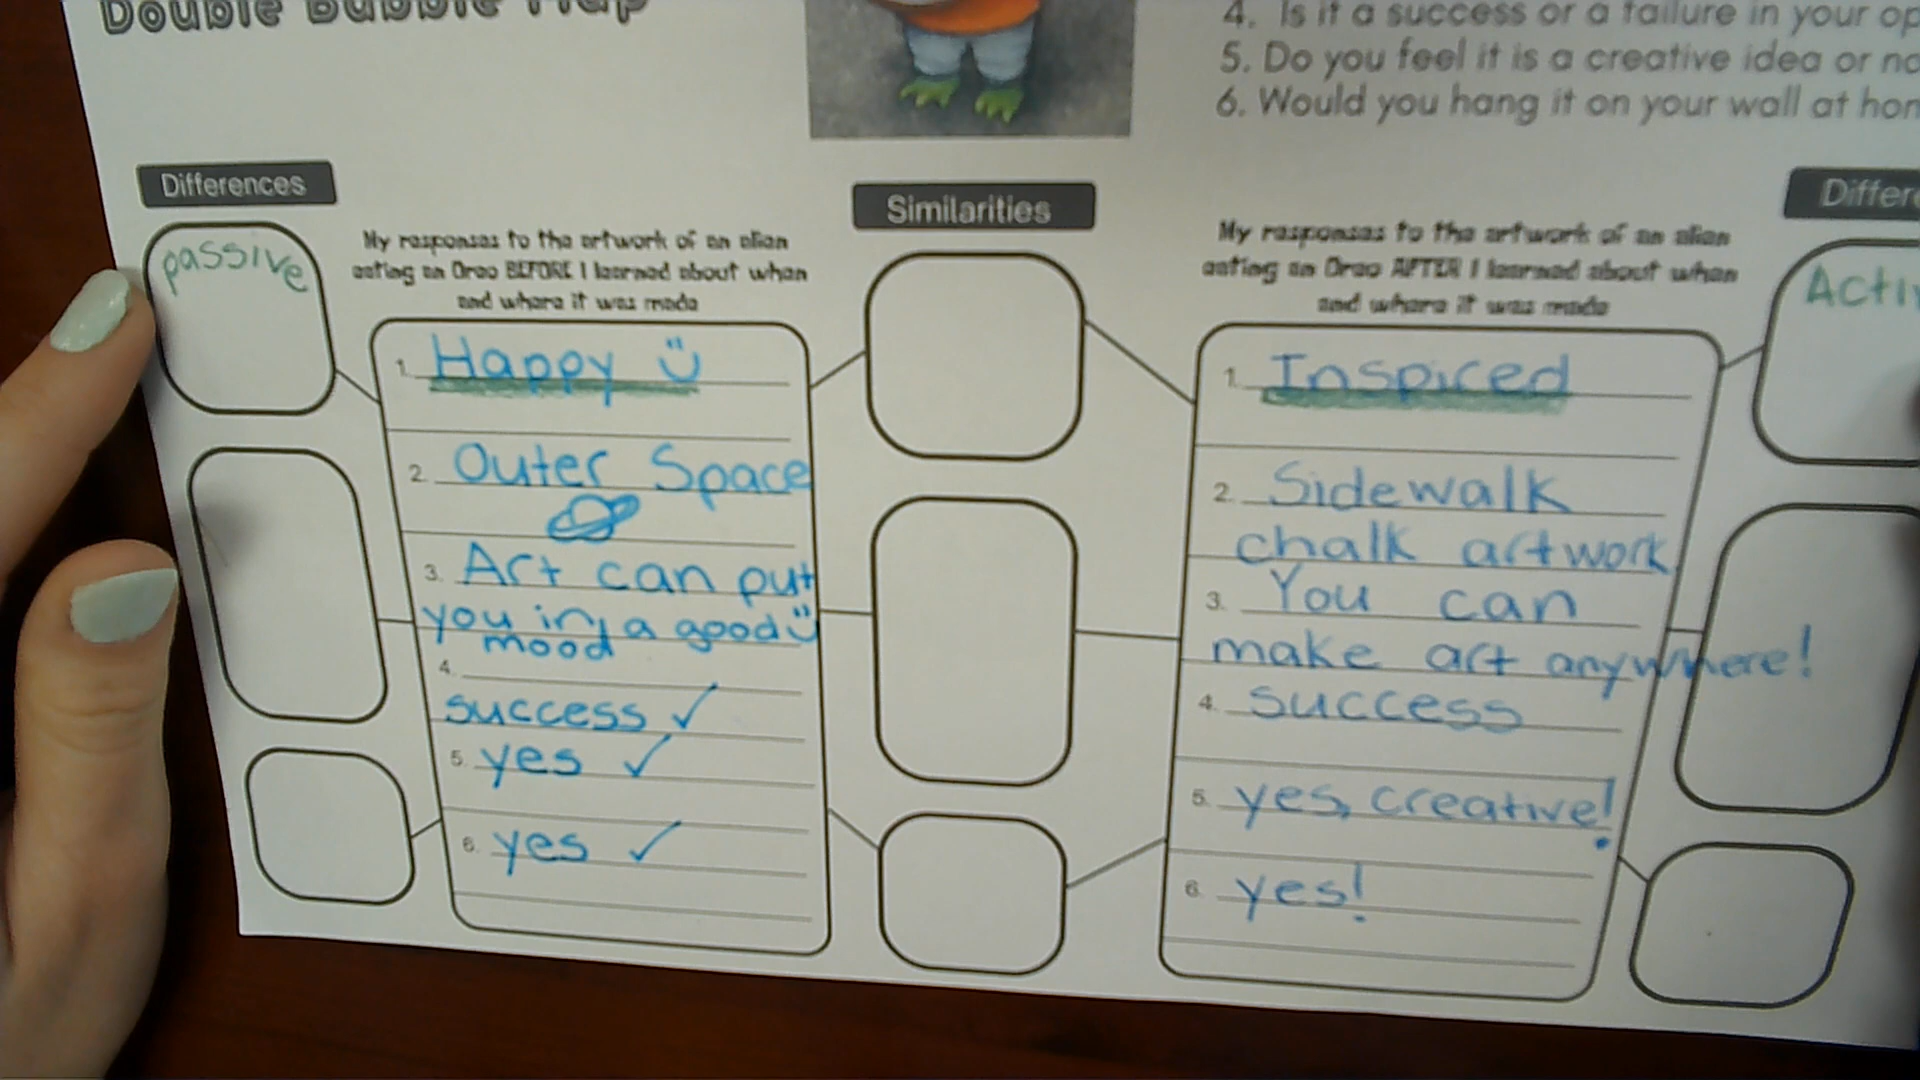 Double Bubble Map
4. Is it a success or a failure in your op
5. Do you feel it is a creative idea or no
6. Would you hang it on your wall at hom
Differences
passive
My responses to the artwork of an alien
eating an Oreo BEFORE I learned about when
and where it was made
1. Happy
2. Outer Space
3. Art can put
you in a good
mood
4.
success ✓
5. yes ✓
6. yes ✓
Similarities
My responses to the artwork of an alien
eating an Oreo AFTER I learned about when
and where it was made
1. Inspired
2. Sidewalk
chalk artwork
3. You can
make art anywhere!
4. success
5. yes, creative!
6. yes!
Differe
Acti